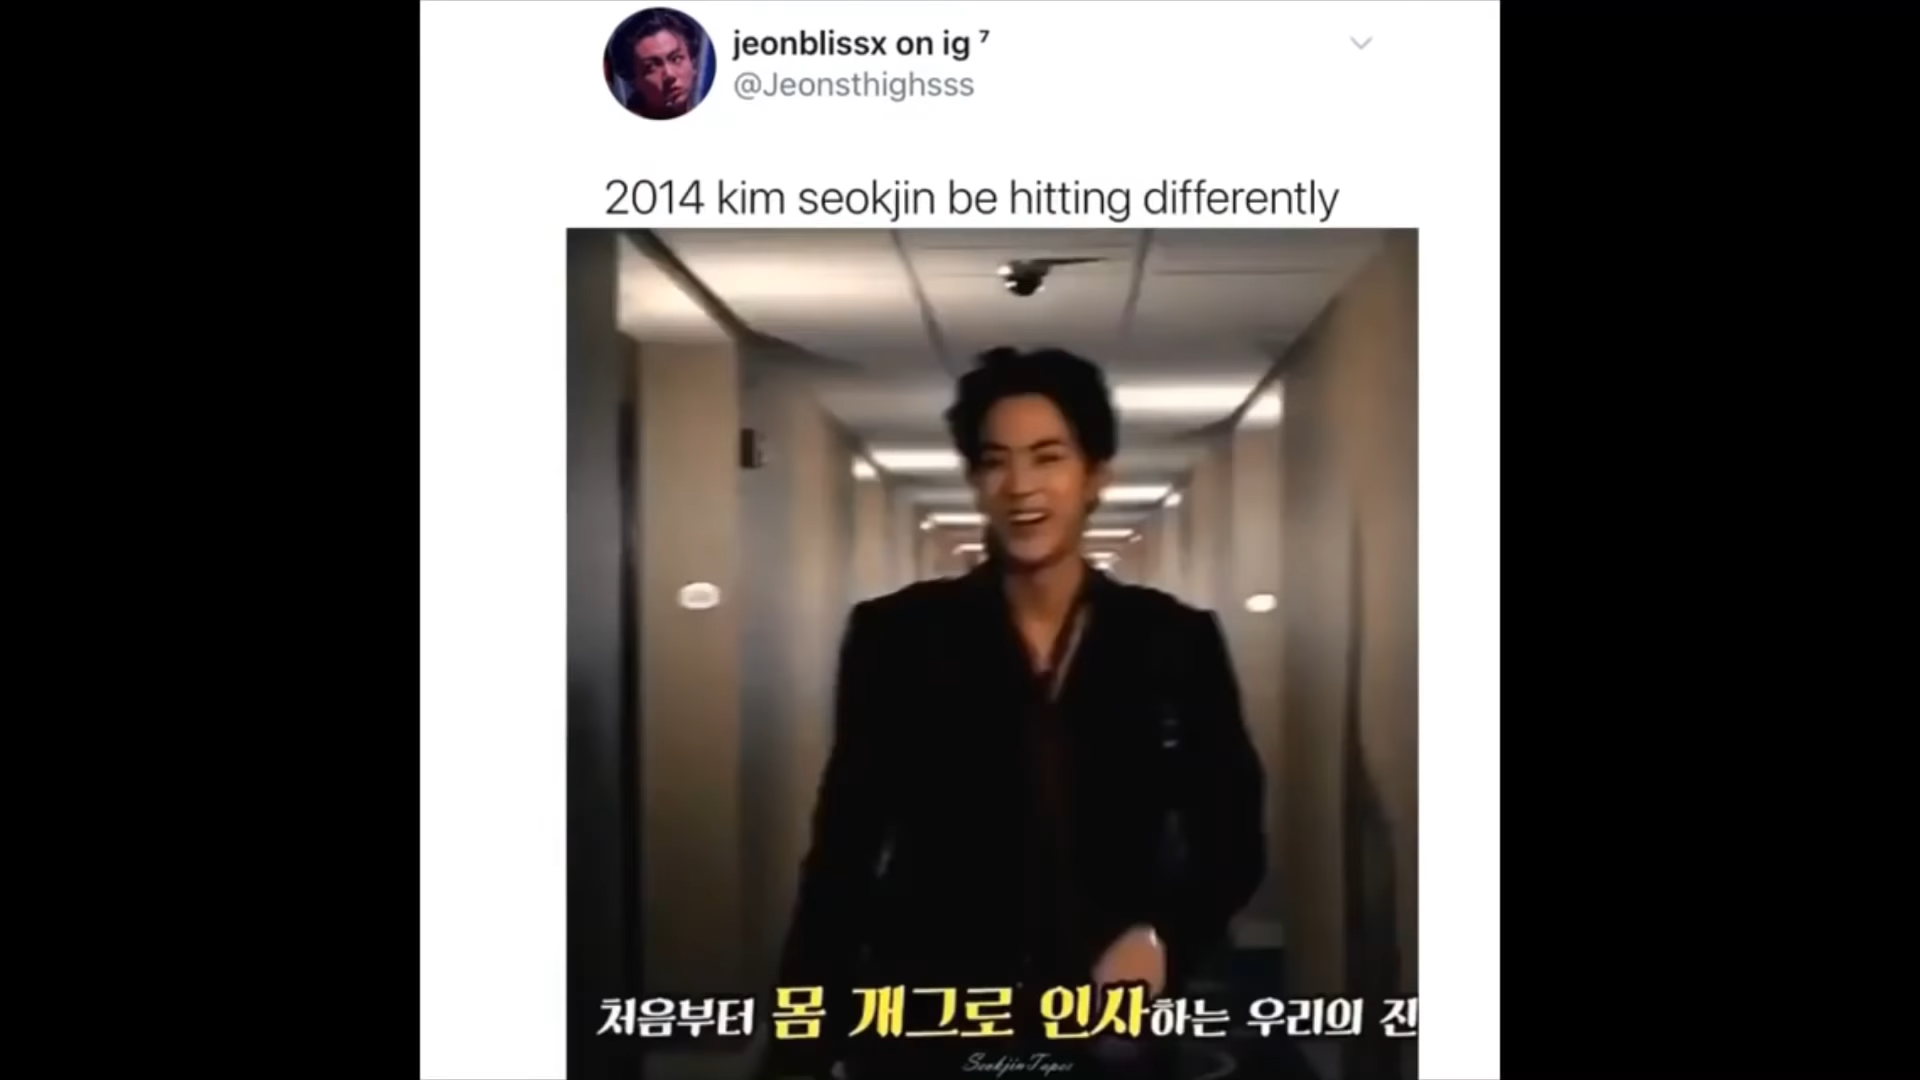 jeonblissx on ig ⁷
@Jeonsthighsss
2014 kim seokjin be hitting differently
처음부터 몸 개그로 인사하는 우리의 진
SeokjinTapes